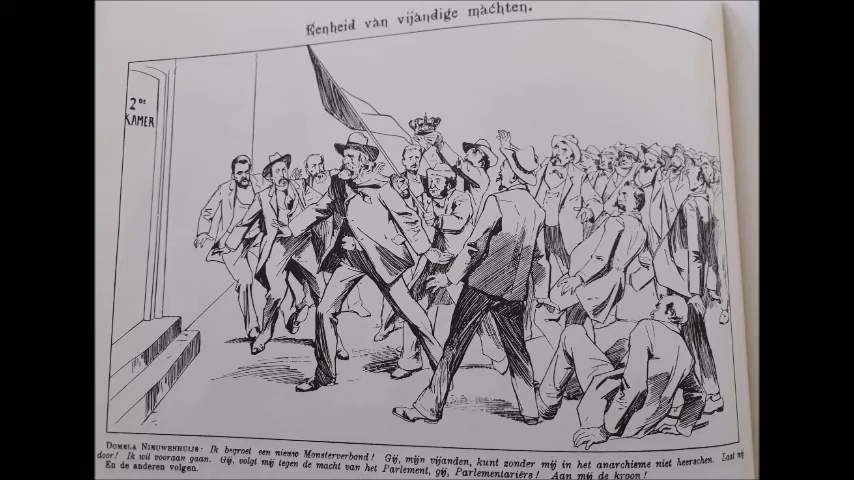 Eenheid van vijandige machten.
2DE
KAMER
DOMELA NIEUWENHUIJS: Ik begroet een nieuw Monsterverbond! Gij, mijn vijanden, kunt zonder mij in het anarchisme niet heerschen. Laat mij
door! Ik wil vooraan gaan. Gij, volgt mij tegen de macht van het Parlement, gij, Parlementariërs! Aan mij de kroon!
En de anderen volgen.